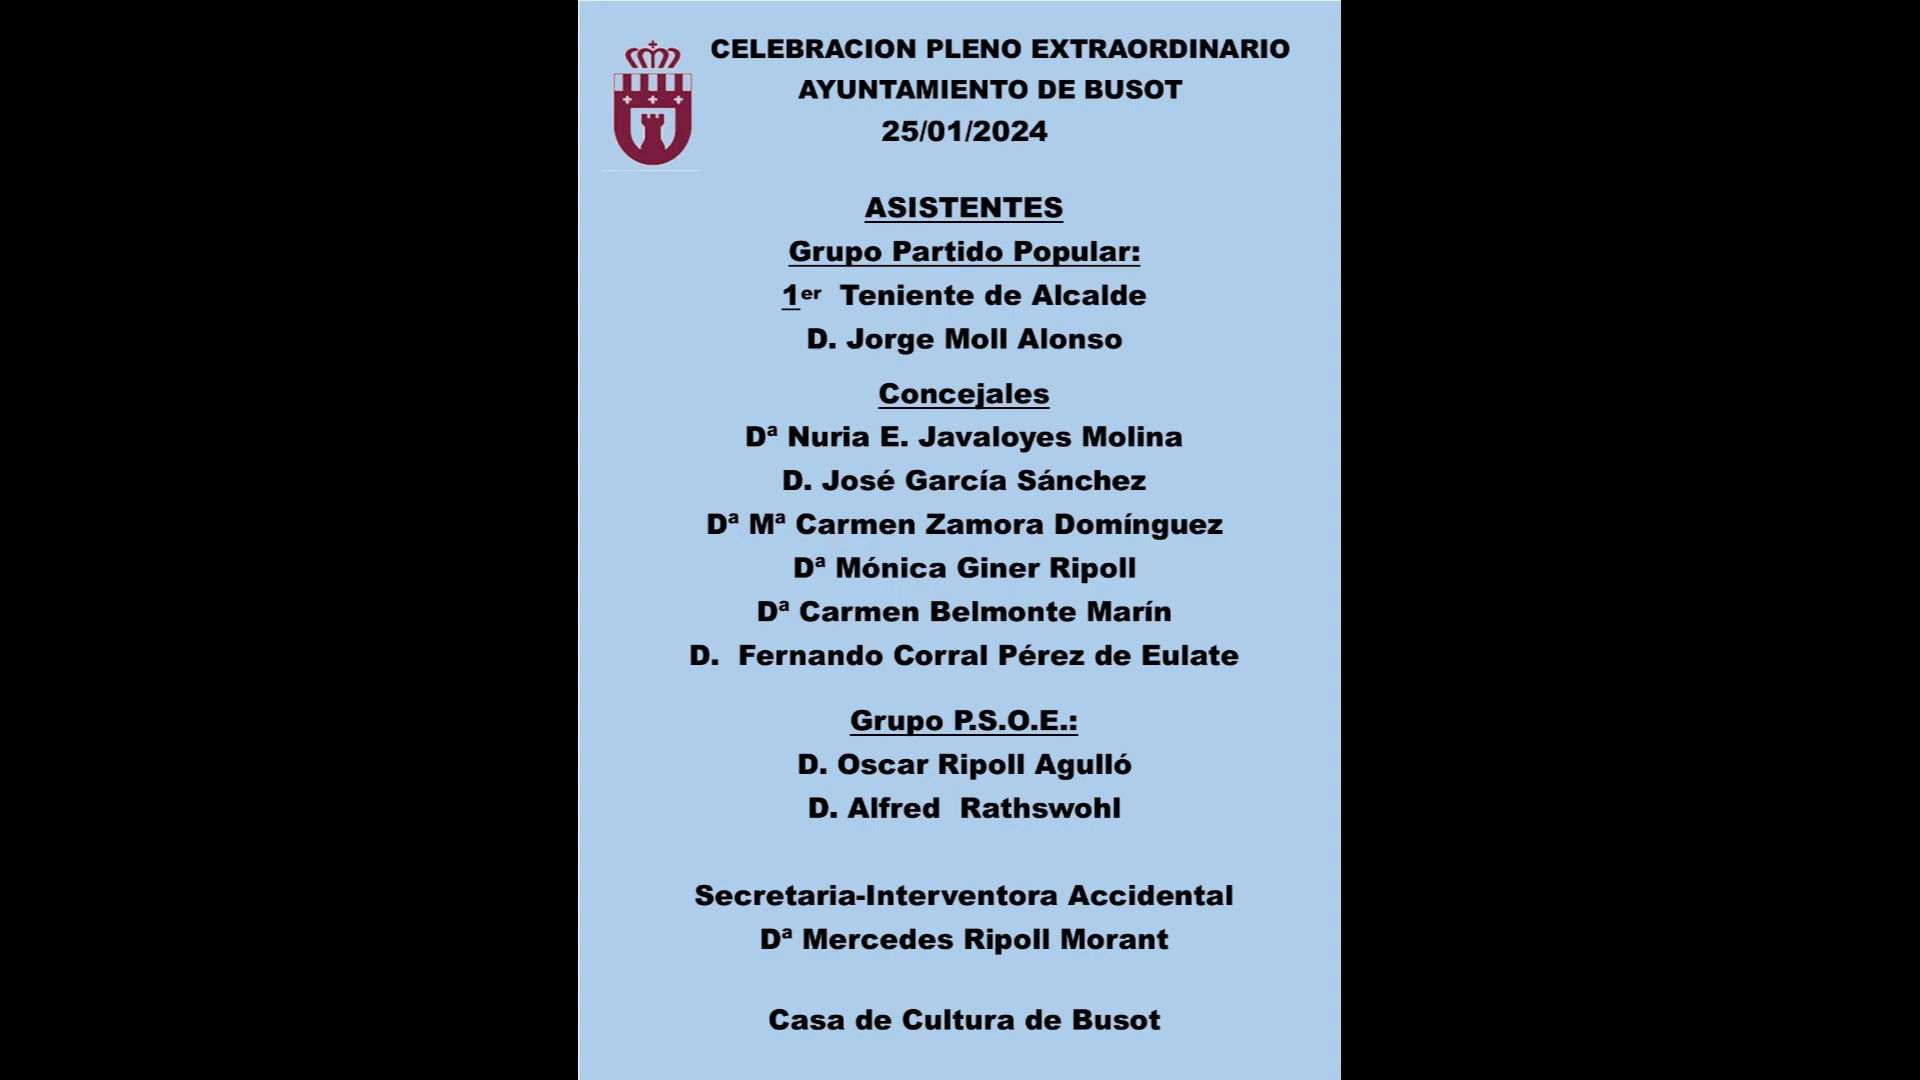 CELEBRACION PLENO EXTRAORDINARIO
AYUNTAMIENTO DE BUSOT
25/01/2024
ASISTENTES
Grupo Partido Popular:
1er Teniente de Alcalde
D. Jorge Moll Alonso
Concejales
Dª Nuria E. Javaloyes Molina
D. José García Sánchez
Dª Mª Carmen Zamora Domínguez
Dª Mónica Giner Ripoll
Dª Carmen Belmonte Marín
D. Fernando Corral Pérez de Eulate
Grupo P.S.O.E.:
D. Oscar Ripoll Agulló
D. Alfred Rathswohl
Secretaria-Interventora Accidental
Dª Mercedes Ripoll Morant
Casa de Cultura de Busot